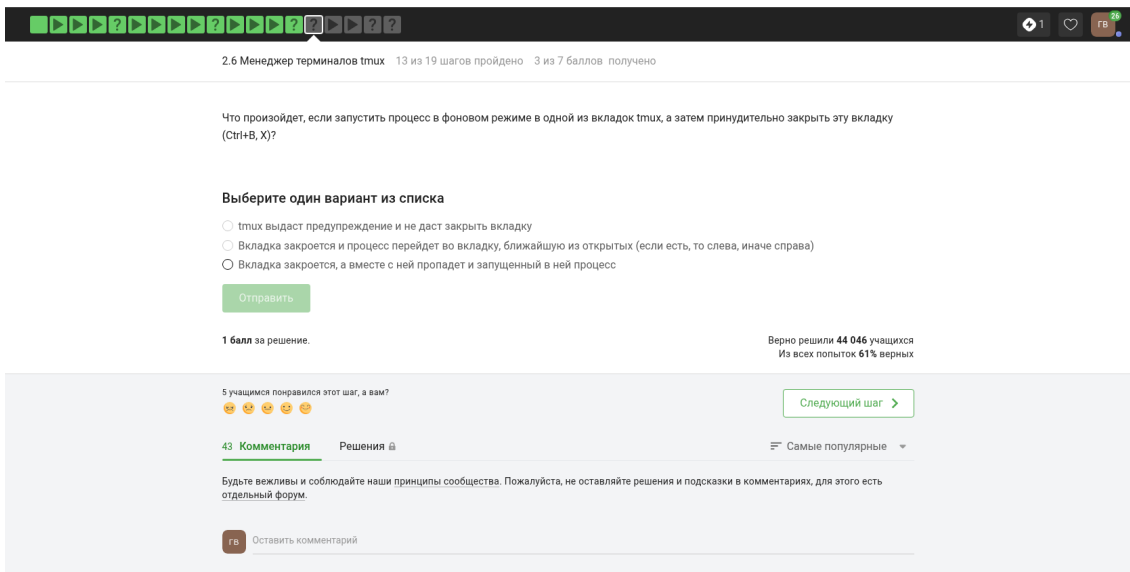 ? ? ? ? ? ?
1
ГВ
26
2.6 Менеджер терминалов tmux 13 из 19 шагов пройдено 3 из 7 баллов получено
Что произойдет, если запустить процесс в фоновом режиме в одной из вкладок tmux, а затем принудительно закрыть эту вкладку
(Ctrl+B, X)?
Выберите один вариант из списка
tmux выдаст предупреждение и не даст закрыть вкладку
Вкладка закроется и процесс перейдет во вкладку, ближайшую из открытых (если есть, то слева, иначе справа)
Вкладка закроется, а вместе с ней пропадет и запущенный в ней процесс
Отправить
1 балл за решение.
Верно решили 44 046 учащихся
Из всех попыток 61% верных
5 учащимся понравился этот шаг, а вам?
Следующий шаг
43 Комментария Решения
Самые популярные
Будьте вежливы и соблюдайте наши принципы сообщества. Пожалуйста, не оставляйте решения и подсказки в комментариях, для этого есть
отдельный форум.
ГВ Оставить комментарий